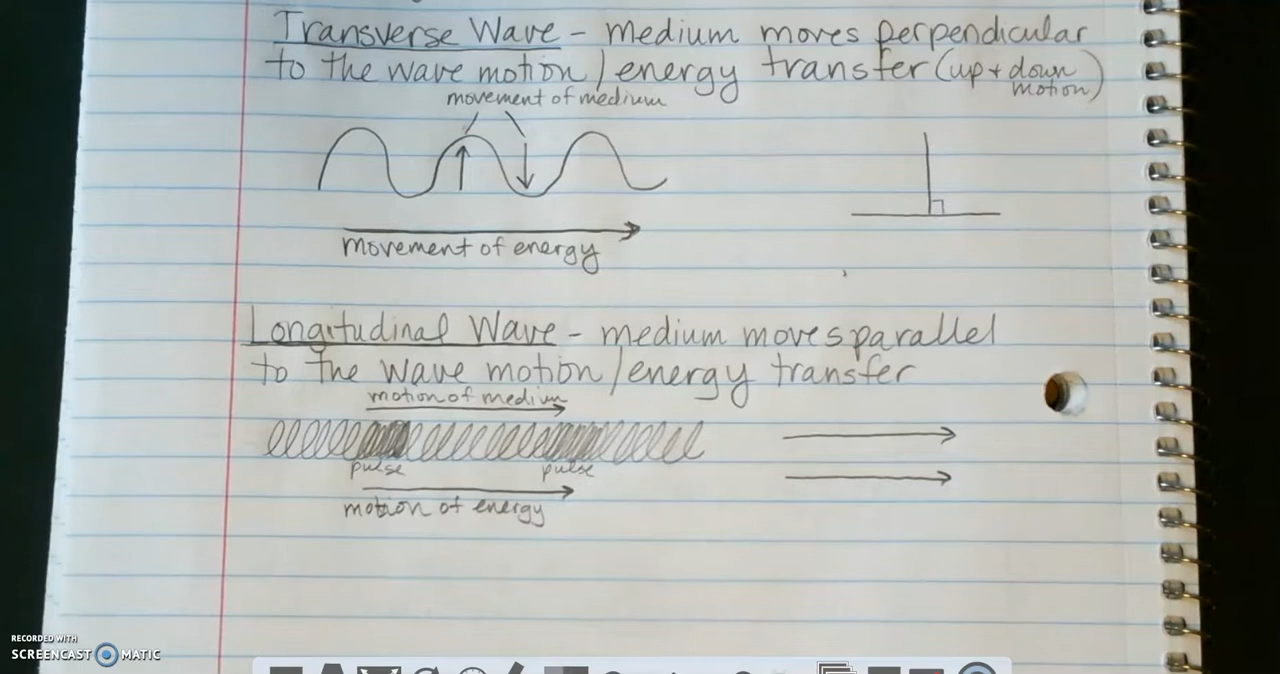 Transverse Wave - medium moves perpendicular
to the wave motion/energy transfer (up + down
motion)
movement of medium
movement of energy
Longitudinal Wave - medium moves parallel
to the wave motion/energy transfer
motion of medium
pulse pulse
motion of energy
RECORDED WITH
SCREENCAST MATIC